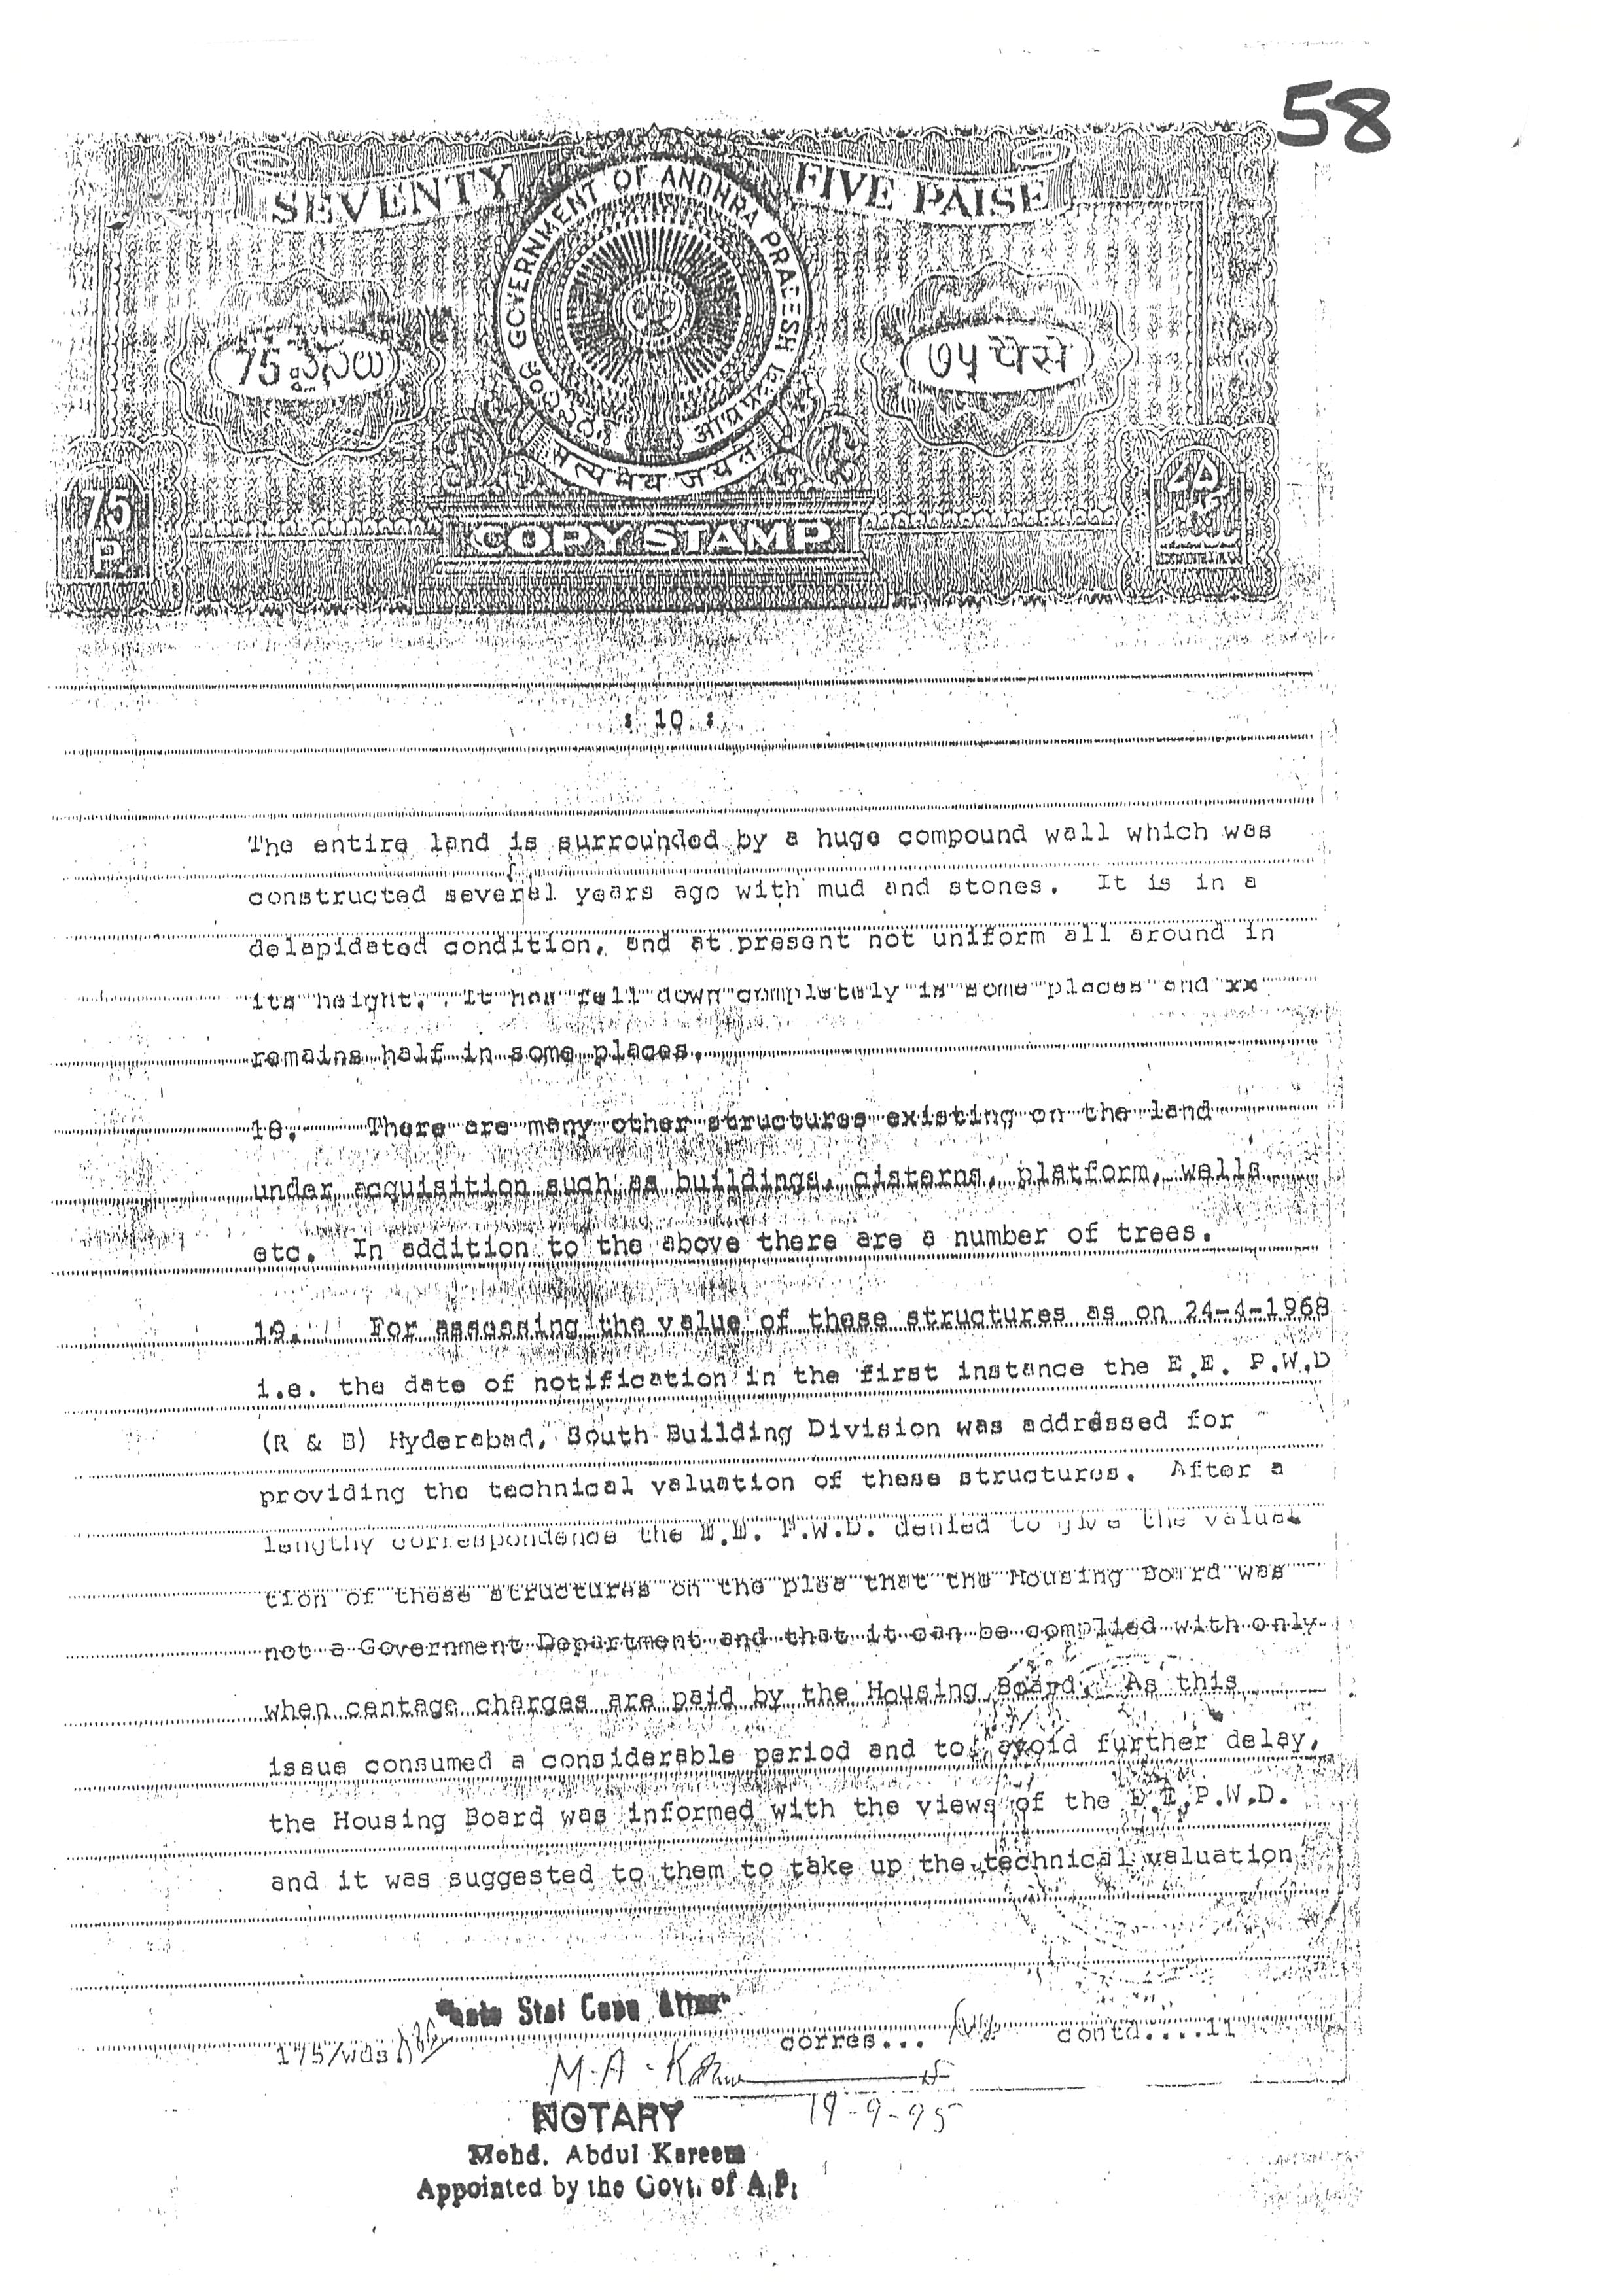 58
SEVENTY FIVE PAISE
GOVERNMENT OF ANDHRA PRADESH
75 పైసలు
७५ पैसे
सत्यमेव जयते
75
P.
COPY STAMP
: 10 :
The entire land is surrounded by a huge compound wall which was
constructed several years ago with mud and stones. It is in a
delapidated condition, and at present not uniform all around in
its height. It has fell down completely in some places and xx
remains half in some places.
18. There are many other structures existing on the land
under acquisition such as buildings, cisterns, platform, wells
etc. In addition to the above there are a number of trees.
19. For assessing the value of these structures as on 24-4-1968
i.e. the date of notification in the first instance the E.E. P.W.D
(R & B) Hyderabad, South Building Division was addressed for
providing the technical valuation of these structures. After a
lengthy correspondence the E.E. P.W.D. denied to give the valuat
tion of these structures on the plea that the Housing Board was
not a Government Department and that it can be complied with only
when centage charges are paid by the Housing Board. As this
issue consumed a considerable period and to avoid further delay,
the Housing Board was informed with the views of the E.E.P.W.D.
and it was suggested to them to take up the technical valuation
Stat Copy
175/wds
corres... contd....11
M.A.
19-9-95
NOTARY
Mohd. Abdul Kareem
Appointed by the Govt. of A.P.